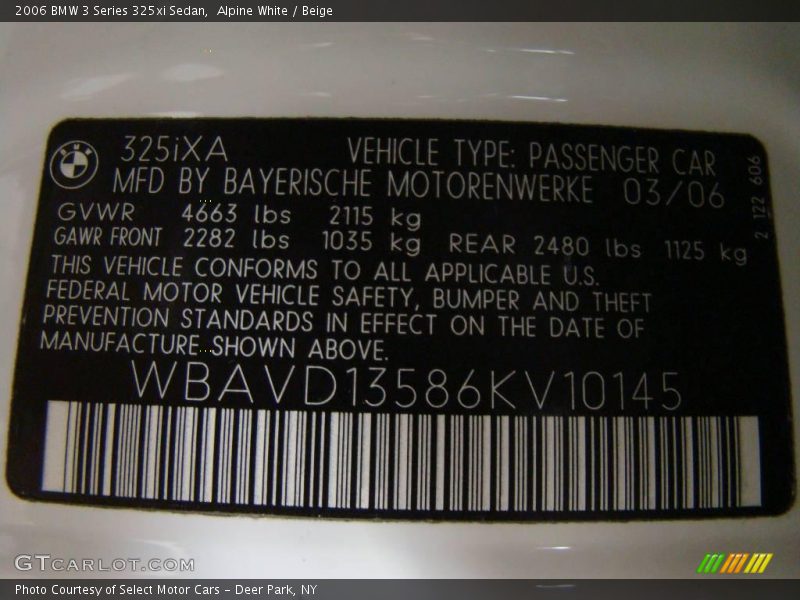 2006 BMW 3 Series 325xi Sedan,  Alpine White / Beige
BMW
325iXA
VEHICLE TYPE: PASSENGER CAR
MFD BY BAYERISCHE MOTORENWERKE 03/06
GVWR 4663 lbs 2115 kg
GAWR FRONT 2282 lbs 1035 kg REAR 2480 lbs 1125 kg
THIS VEHICLE CONFORMS TO ALL APPLICABLE U.S.
FEDERAL MOTOR VEHICLE SAFETY, BUMPER AND THEFT
PREVENTION STANDARDS IN EFFECT ON THE DATE OF
MANUFACTURE SHOWN ABOVE.
2 122 606
WBAVD13586KV10145
GTCARLOT.COM
Photo Courtesy of Select Motor Cars – Deer Park, NY